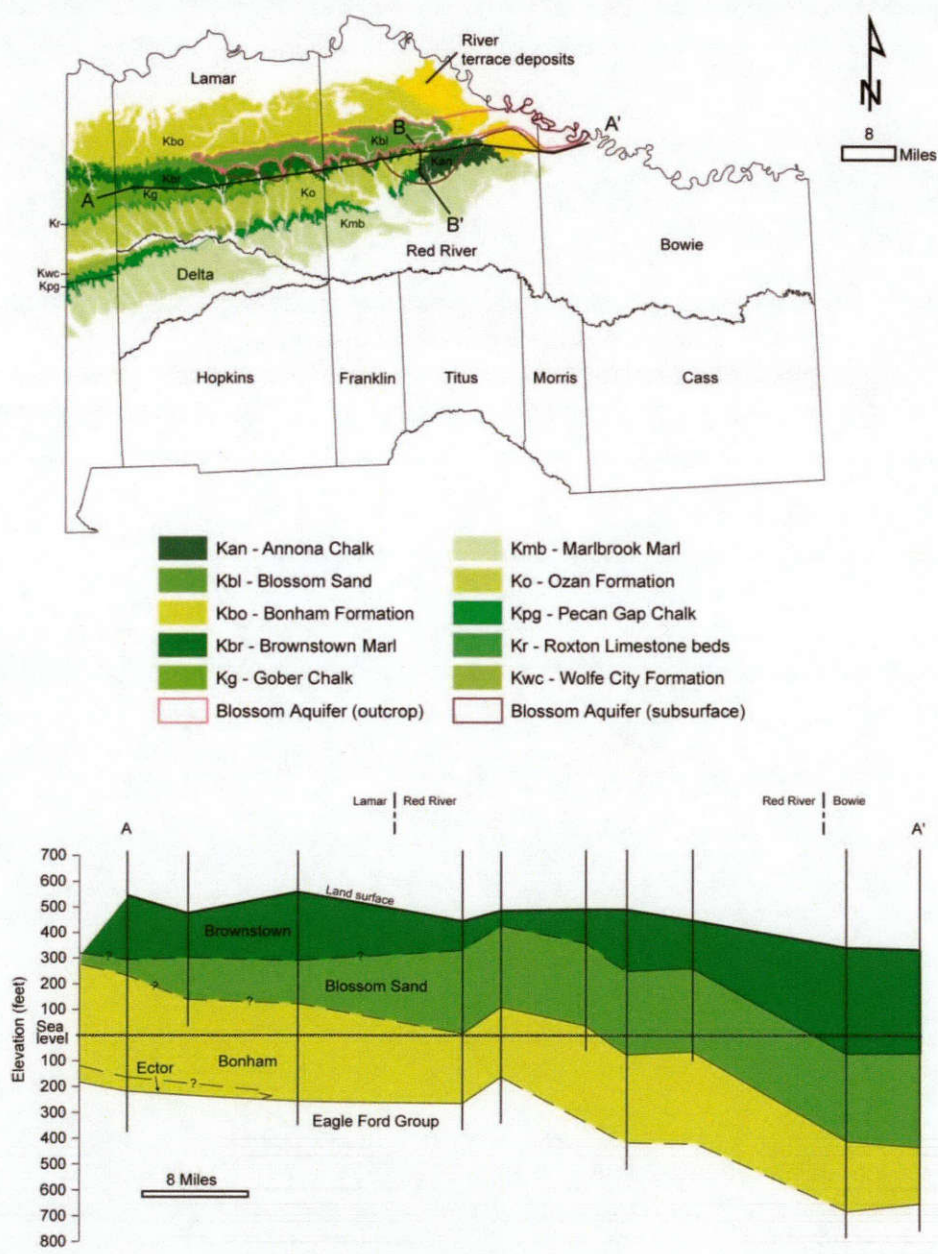 River
terrace deposits
Lamar
N
8
Miles
Kbo
B
Kbl
A'
Kan
Kbr
A
Kg
Ko
Kr
Kmb
B'
Red River
Bowie
Kwc
Kpg
Delta
Hopkins
Franklin
Titus
Morris
Cass
Kan - Annona Chalk
Kbl - Blossom Sand
Kbo - Bonham Formation
Kbr - Brownstown Marl
Kg - Gober Chalk
Blossom Aquifer (outcrop)
Kmb - Marlbrook Marl
Ko - Ozan Formation
Kpg - Pecan Gap Chalk
Kr - Roxton Limestone beds
Kwc - Wolfe City Formation
Blossom Aquifer (subsurface)
Lamar Red River
Red River Bowie
A
A'
700
600
500
400
300
200
100
Sea
level
100
200
300
400
500
600
700
800
Elevation (feet)
Land surface
Brownstown
?
?
?
Blossom Sand
?
?
Bonham
Ector
?
Eagle Ford Group
8 Miles